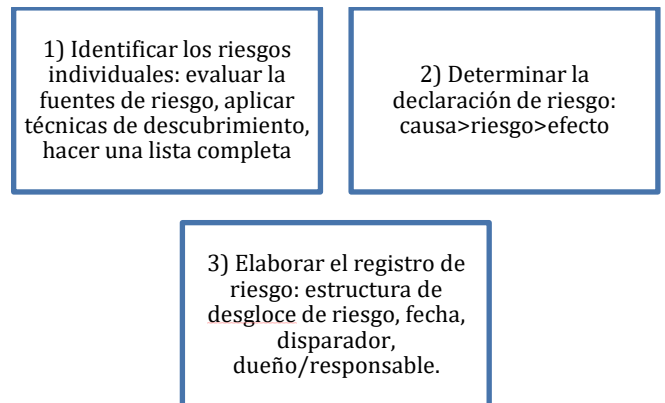 1) Identificar los riesgos
individuales: evaluar la
fuentes de riesgo, aplicar
técnicas de descubrimiento,
hacer una lista completa
2) Determinar la
declaración de riesgo:
causa>riesgo>efecto
3) Elaborar el registro de
riesgo: estructura de
desgloce de riesgo, fecha,
disparador,
dueño/responsable.